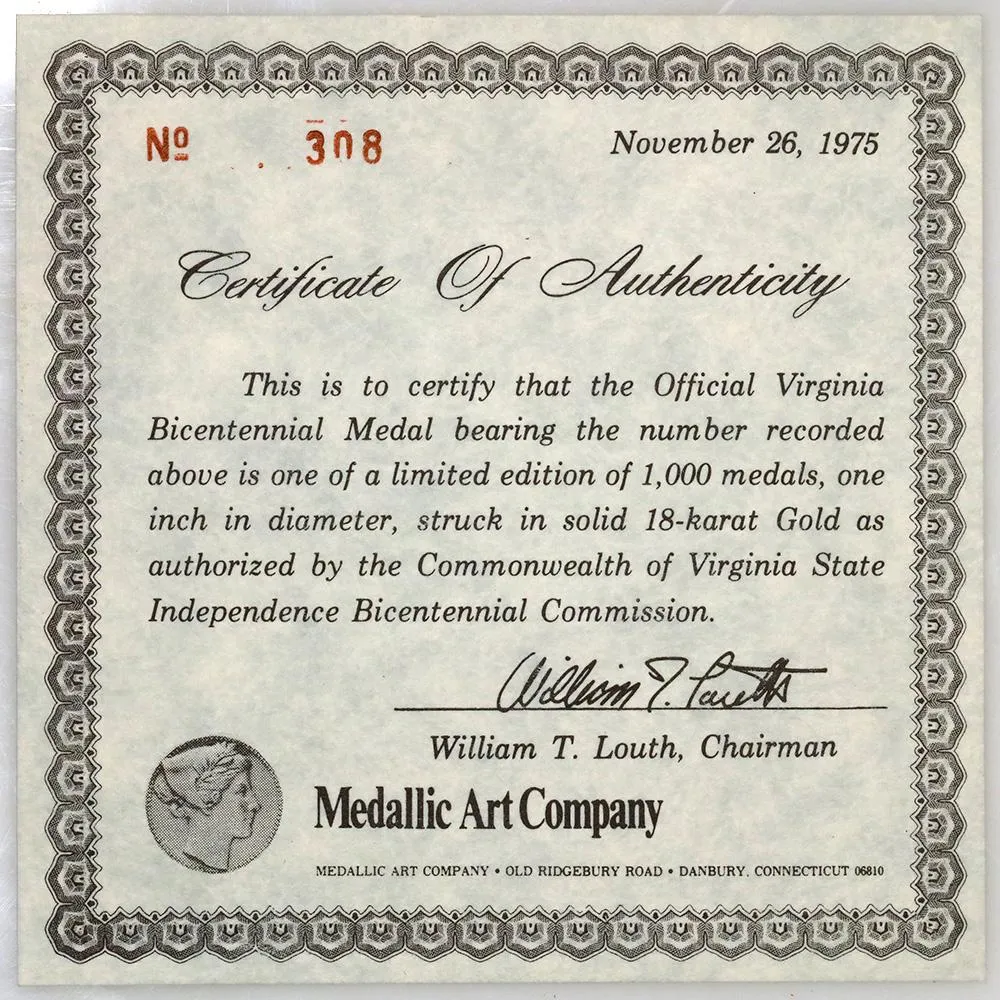 No 308
November 26, 1975
Certificate Of Authenticity
This is to certify that the Official Virginia
Bicentennial Medal bearing the number recorded
above is one of a limited edition of 1,000 medals, one
inch in diameter, struck in solid 18-karat Gold as
authorized by the Commonwealth of Virginia State
Independence Bicentennial Commission.
William T. Louth
William T. Louth, Chairman
Medallic Art Company
MEDALLIC ART COMPANY • OLD RIDGEBURY ROAD • DANBURY, CONNECTICUT 06810